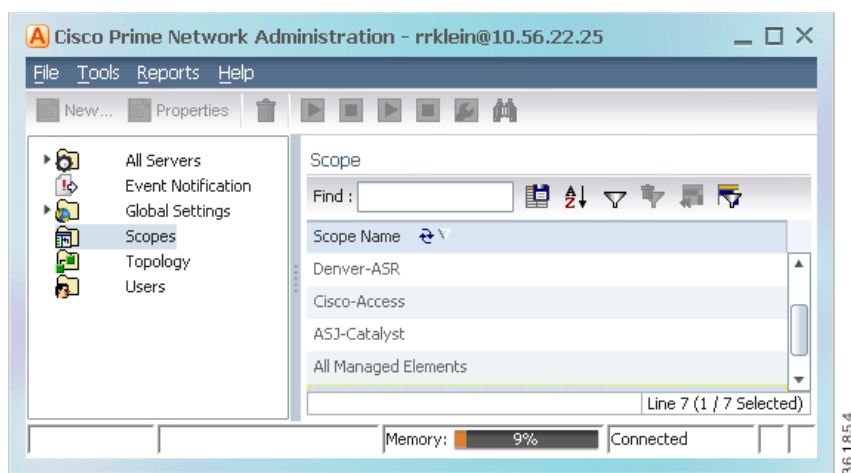 Cisco Prime Network Administration - rrklein@10.56.22.25
File Tools Reports Help
New... Properties
All Servers
Event Notification
Global Settings
Scopes
Topology
Users
Scope
Find :
Scope Name
Denver-ASR
Cisco-Access
ASJ-Catalyst
All Managed Elements
Line 7 (1 / 7 Selected)
Memory: 9% Connected
361854